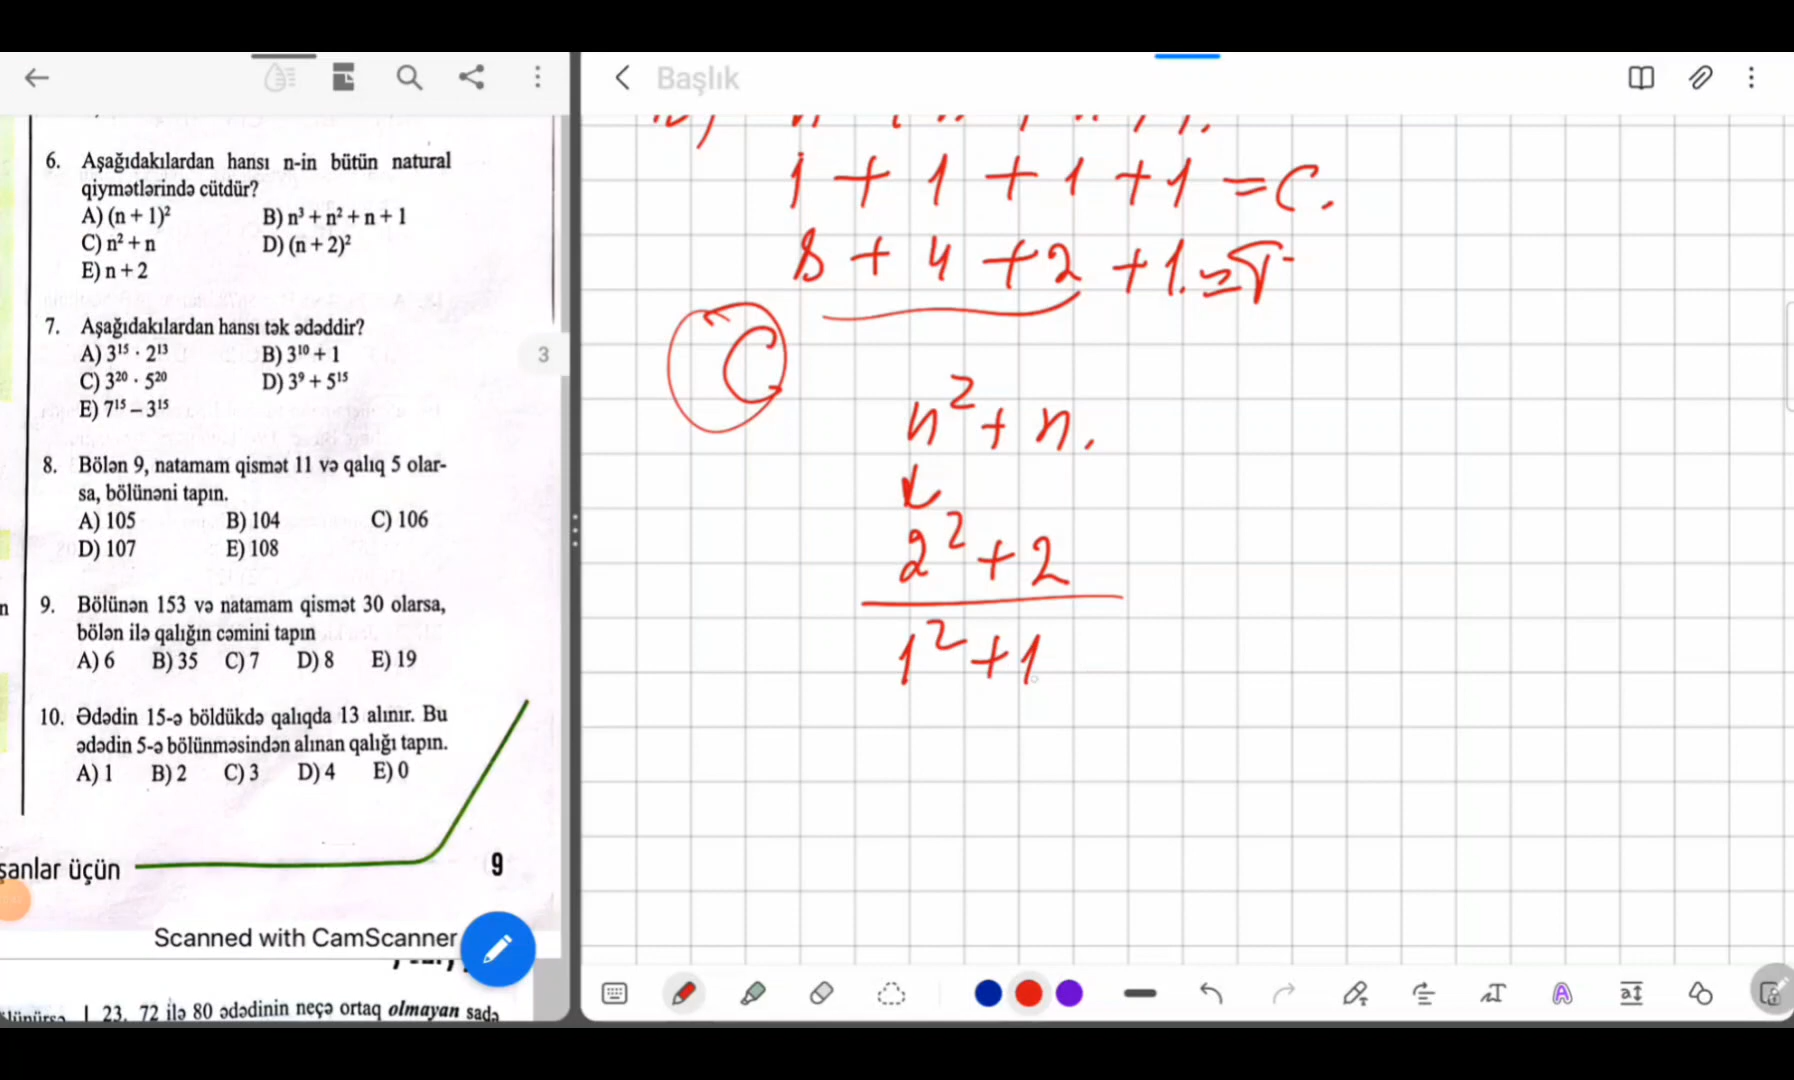 6. Aşağıdakılardan hansı n-in bütün natural
qiymətlərində cütdür?
A) (n + 1)² B) n³ + n² + n + 1
C) n² + n D) (n + 2)²
E) n + 2
7. Aşağıdakılardan hansı tək ədəddir?
A) 3¹⁵ · 2¹³ B) 3¹⁰ + 1
C) 3²⁰ · 5²⁰ D) 3⁹ + 5¹⁵
E) 7¹⁵ – 3¹⁵
8. Bölən 9, natamam qismət 11 və qalıq 5 olar-
sa, bölünəni tapın.
A) 105 B) 104 C) 106
D) 107 E) 108
9. Bölünən 153 və natamam qismət 30 olarsa,
bölən ilə qalığın cəmini tapın
A) 6 B) 35 C) 7 D) 8 E) 19
10. Ədədin 15-ə böldükdə qalıqda 13 alınır. Bu
ədədin 5-ə bölünməsindən alınan qalığı tapın.
A) 1 B) 2 C) 3 D) 4 E) 0
şanlar üçün
9
Scanned with CamScanner
23. 72 ilə 80 ədədinin neçə ortaq olmayan sadə
3
n
Başlık
1 + 1 + 1 + 1 = C.
8 + 4 + 2 + 1. = T
C
n² + n.
2² + 2
1² + 1